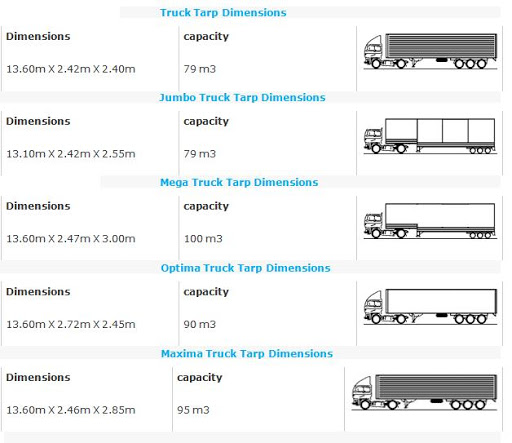 Truck Tarp Dimensions
Dimensions capacity
13.60m X 2.42m X 2.40m 79 m3
Jumbo Truck Tarp Dimensions
Dimensions capacity
13.10m X 2.42m X 2.55m 79 m3
Mega Truck Tarp Dimensions
Dimensions capacity
13.60m X 2.47m X 3.00m 100 m3
Optima Truck Tarp Dimensions
Dimensions capacity
13.60m X 2.72m X 2.45m 90 m3
Maxima Truck Tarp Dimensions
Dimensions capacity
13.60m X 2.46m X 2.85m 95 m3